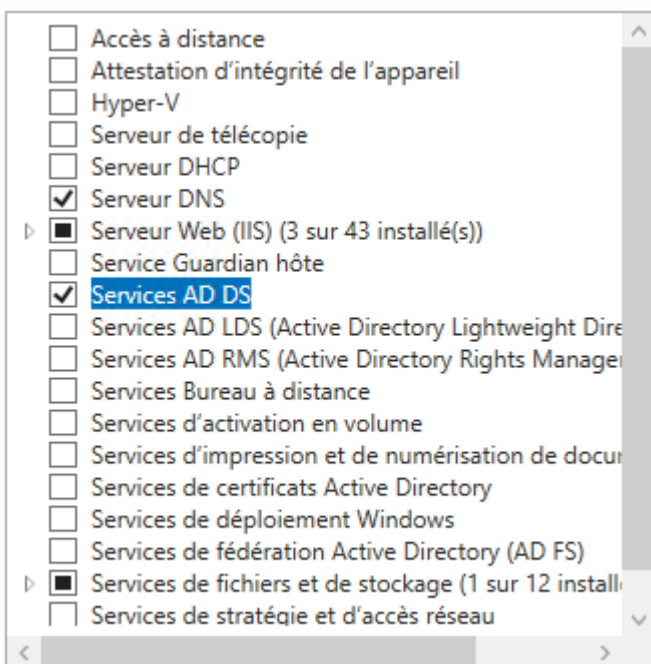 Accès à distance
Attestation d’intégrité de l’appareil
Hyper-V
Serveur de télécopie
Serveur DHCP
Serveur DNS
Serveur Web (IIS) (3 sur 43 installé(s))
Service Guardian hôte
Services AD DS
Services AD LDS (Active Directory Lightweight Dire
Services AD RMS (Active Directory Rights Manager
Services Bureau à distance
Services d’activation en volume
Services d’impression et de numérisation de docur
Services de certificats Active Directory
Services de déploiement Windows
Services de fédération Active Directory (AD FS)
Services de fichiers et de stockage (1 sur 12 install
Services de stratégie et d’accès réseau